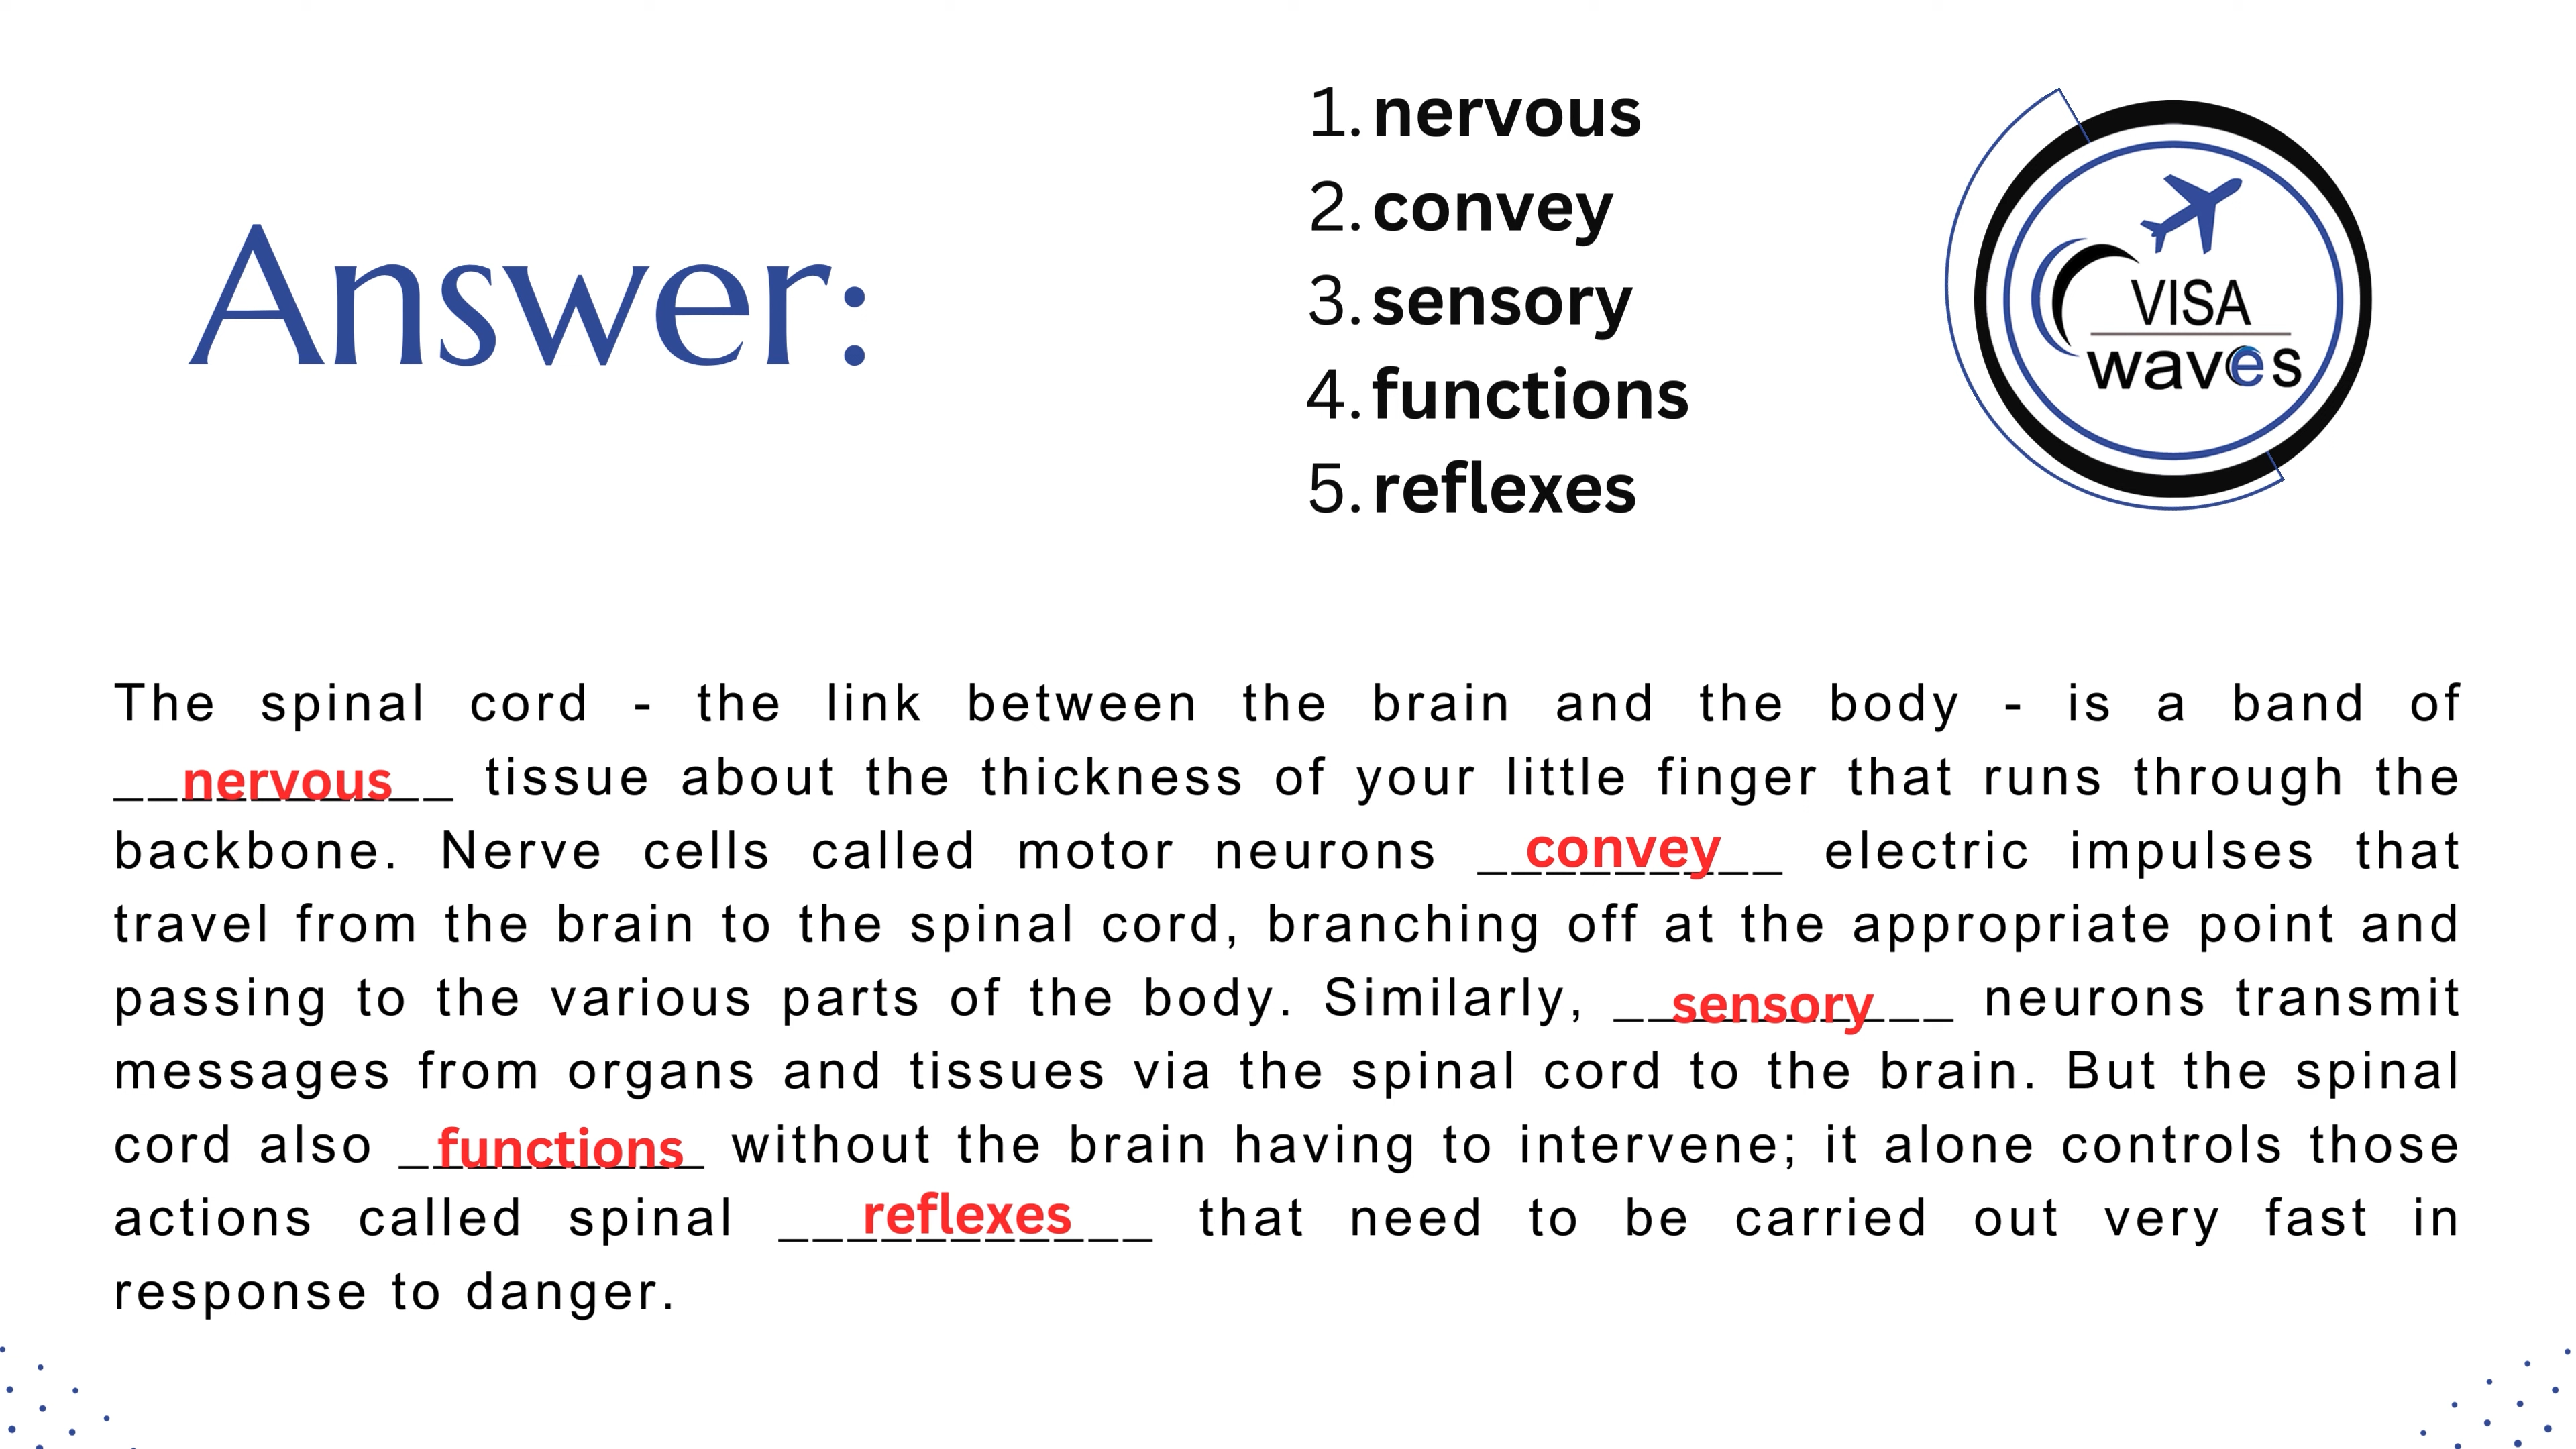 Answer:
1. nervous
2. convey
3. sensory
4. functions
5. reflexes
VISA
waves
The spinal cord - the link between the brain and the body - is a band of
__nervous__ tissue about the thickness of your little finger that runs through the
backbone. Nerve cells called motor neurons _convey__ electric impulses that
travel from the brain to the spinal cord, branching off at the appropriate point and
passing to the various parts of the body. Similarly, __sensory__ neurons transmit
messages from organs and tissues via the spinal cord to the brain. But the spinal
cord also _functions_ without the brain having to intervene; it alone controls those
actions called spinal __reflexes__ that need to be carried out very fast in
response to danger.